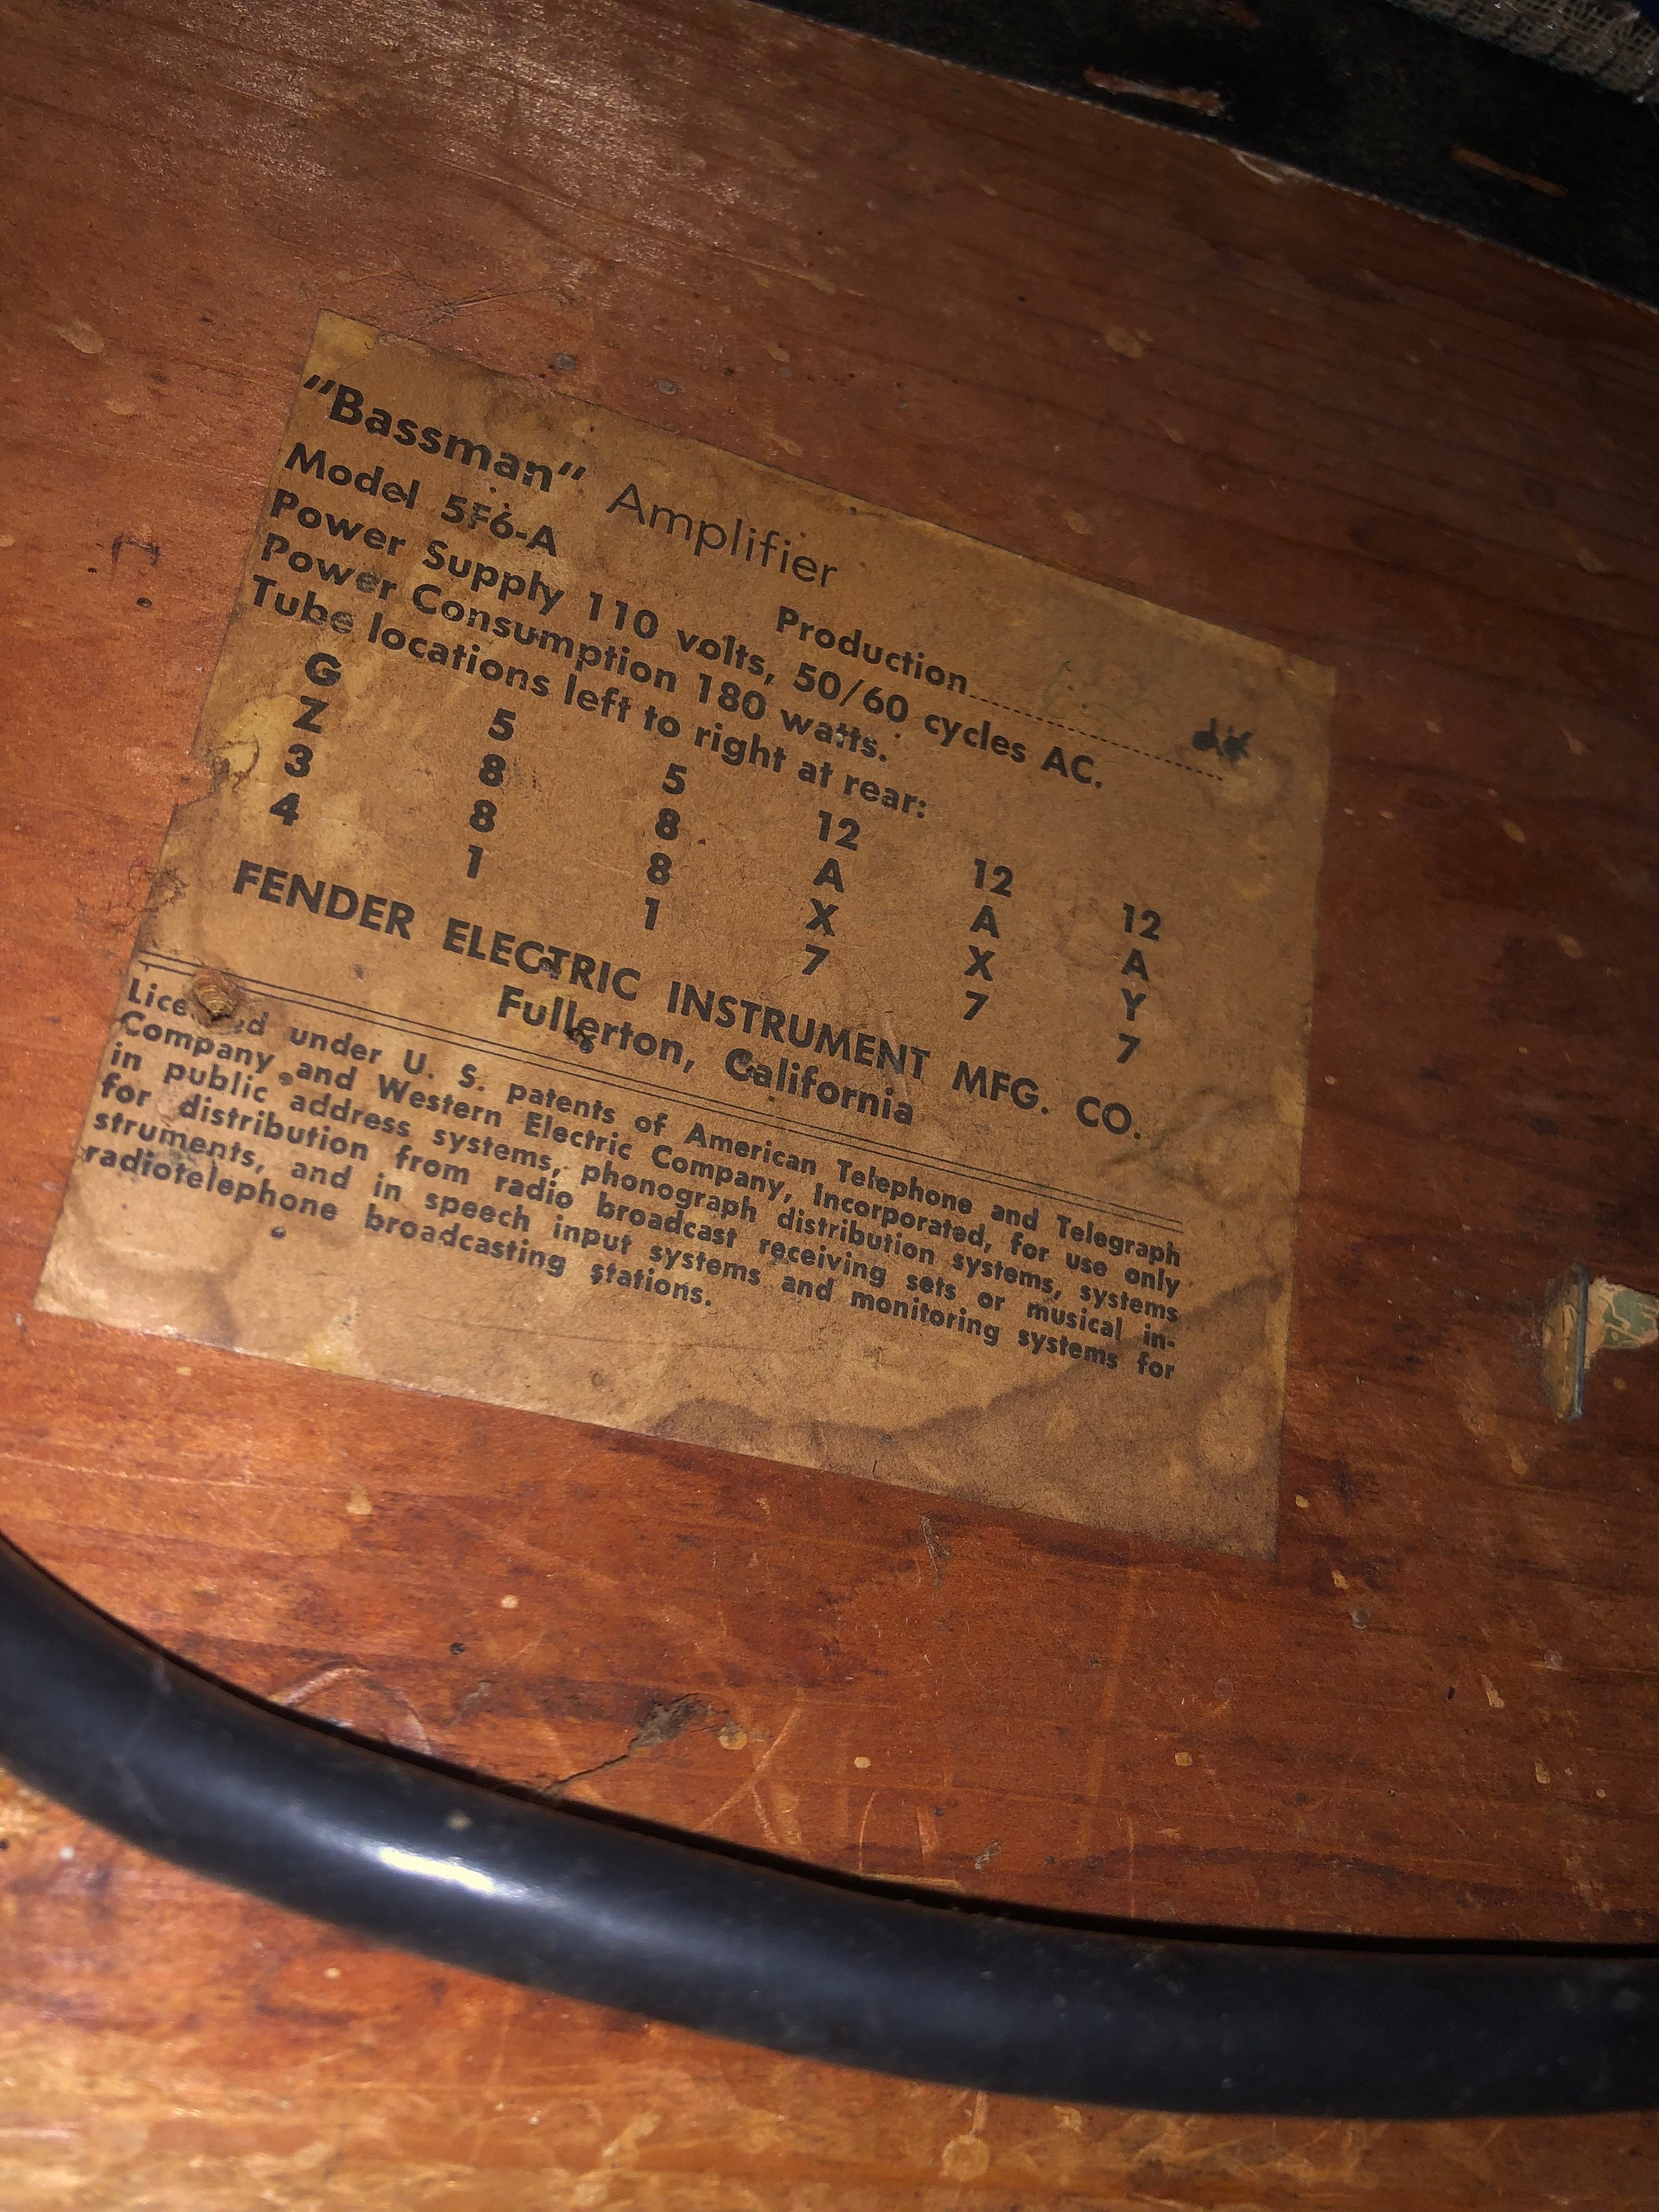 "Bassman" Amplifier
Model 5F6-A Production
Power Supply 110 volts, 50/60 cycles AC.
Power Consumption 180 watts.
Tube locations left to right at rear:
G 5 5 12 12 12
Z 8 8 A A A
3 8 8 X X Y
4 1 1 7 7 7
FENDER ELECTRIC INSTRUMENT MFG. CO.
Fullerton, California
under U. S. patents of American Telephone and Telegraph
Company and Western Electric Company, Incorporated, for use only
in public address systems, phonograph distribution systems, systems
for distribution from radio broadcast receiving sets or musical in-
struments, and in speech input systems and monitoring systems for
radiotelephone broadcasting stations.